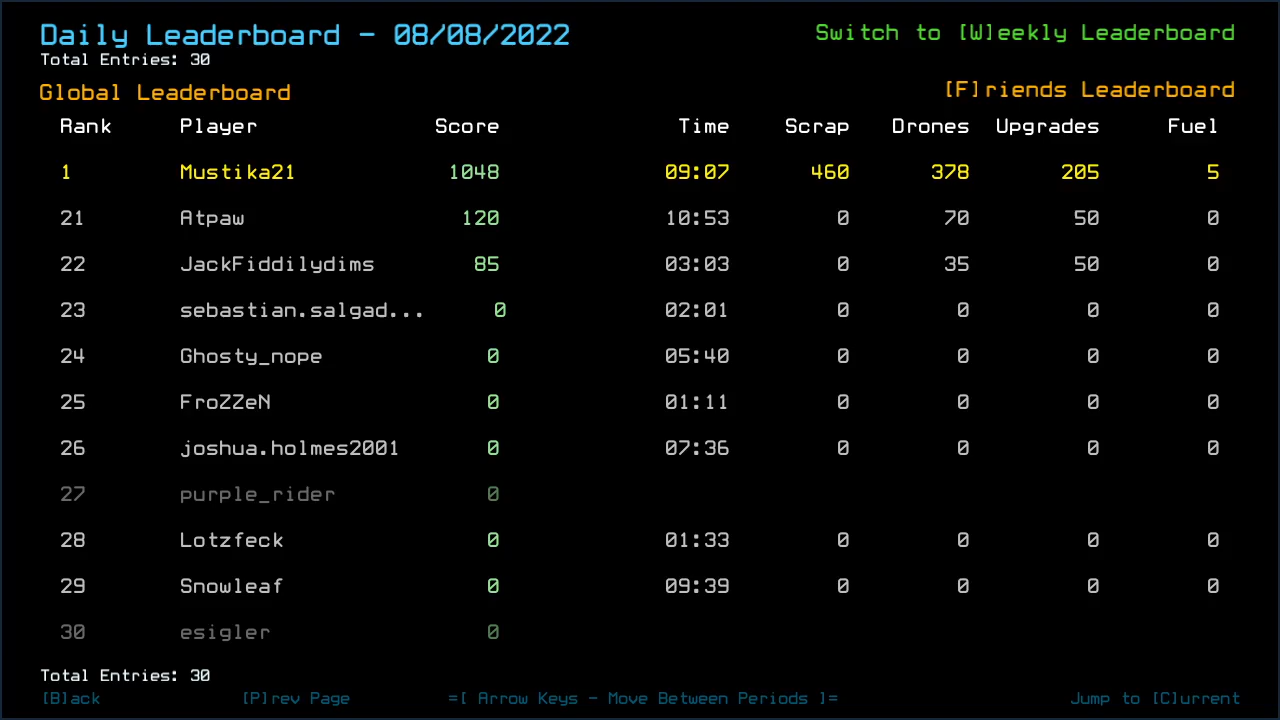 Daily Leaderboard - 08/08/2022 Switch to [W]eekly Leaderboard
Total Entries: 30
Global Leaderboard [F]riends Leaderboard
Rank Player Score Time Scrap Drones Upgrades Fuel
1 Mustika21 1048 09:07 460 378 205 5
21 Atpaw 120 10:53 0 70 50 0
22 JackFiddilydims 85 03:03 0 35 50 0
23 sebastian.salgad... 0 02:01 0 0 0 0
24 Ghosty_nope 0 05:40 0 0 0 0
25 FroZZeN 0 01:11 0 0 0 0
26 joshua.holmes2001 0 07:36 0 0 0 0
27 purple_rider 0
28 Lotzfeck 0 01:33 0 0 0 0
29 Snowleaf 0 09:39 0 0 0 0
30 esigler 0
Total Entries: 30
[B]ack [P]rev Page =[ Arrow Keys - Move Between Periods ]= Jump to [C]urrent